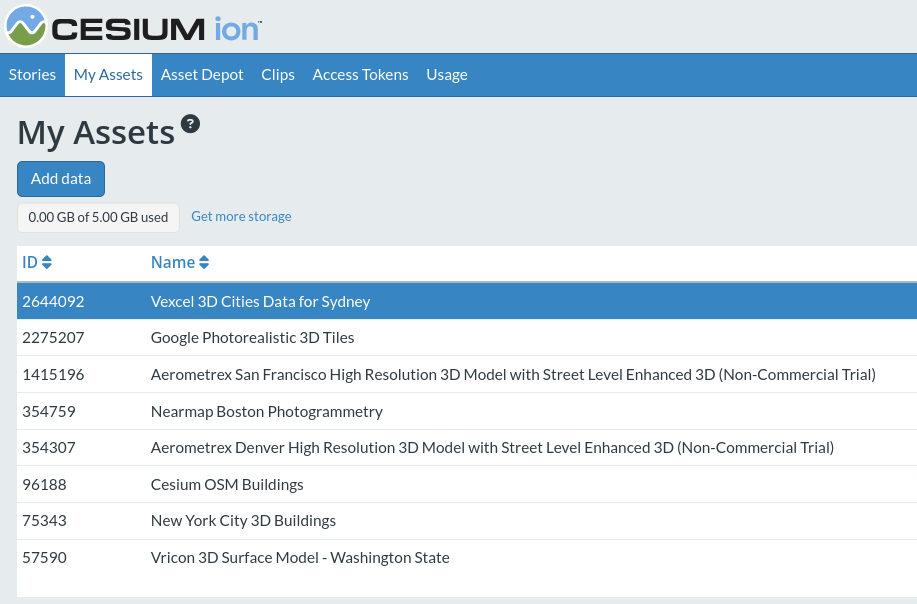 CESIUM ion
Stories My Assets Asset Depot Clips Access Tokens Usage
My Assets ?
Add data
0.00 GB of 5.00 GB used Get more storage
ID Name
2644092 Vexcel 3D Cities Data for Sydney
2275207 Google Photorealistic 3D Tiles
1415196 Aerometrex San Francisco High Resolution 3D Model with Street Level Enhanced 3D (Non-Commercial Trial)
354759 Nearmap Boston Photogrammetry
354307 Aerometrex Denver High Resolution 3D Model with Street Level Enhanced 3D (Non-Commercial Trial)
96188 Cesium OSM Buildings
75343 New York City 3D Buildings
57590 Vricon 3D Surface Model - Washington State